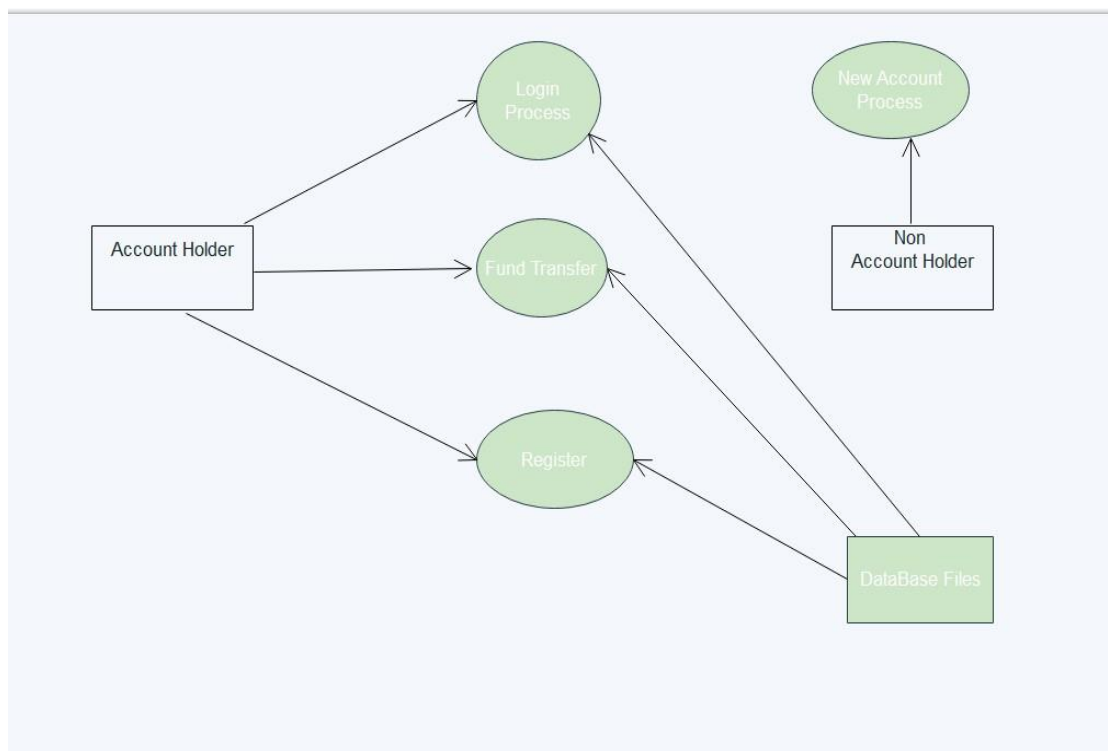 Login
Process
New Account
Process
Account Holder
Fund Transfer
Non
Account Holder
Register
DataBase Files